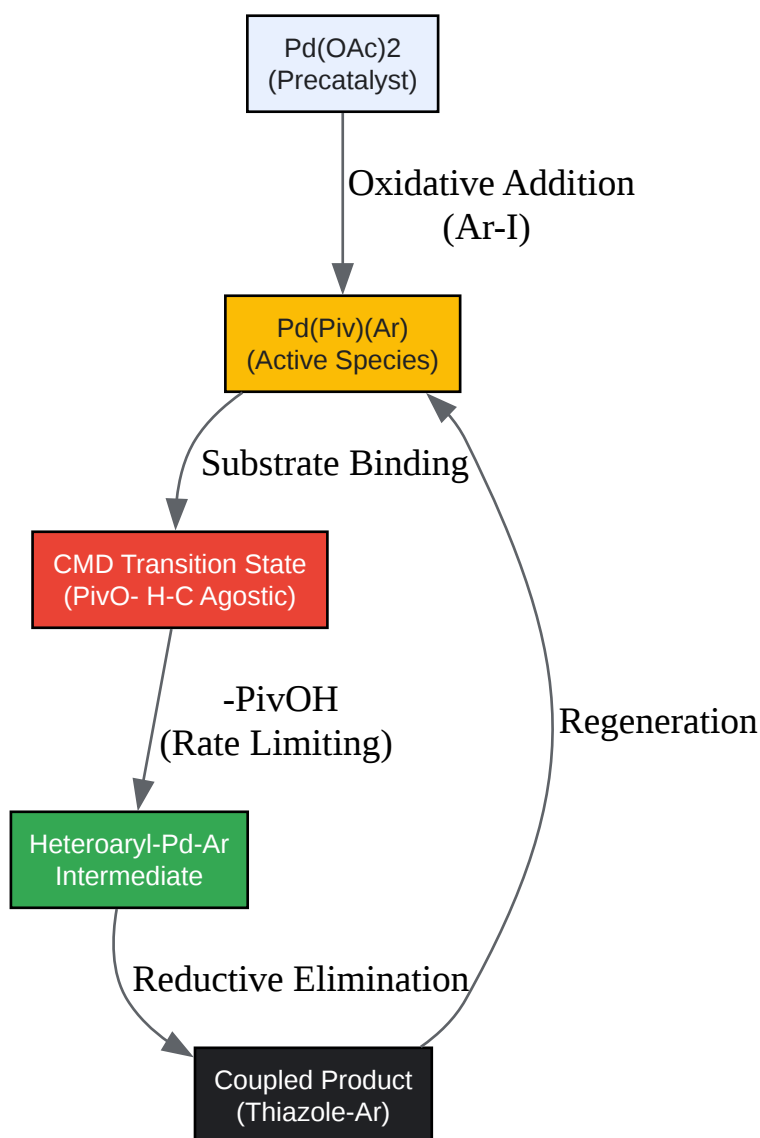 Pd(OAc)2
(Precatalyst)
Oxidative Addition
(Ar-I)
Pd(Piv)(Ar)
(Active Species)
Substrate Binding
CMD Transition State
(PivO- H-C Agostic)
-PivOH
(Rate Limiting)
Regeneration
Heteroaryl-Pd-Ar
Intermediate
Reductive Elimination
Coupled Product
(Thiazole-Ar)